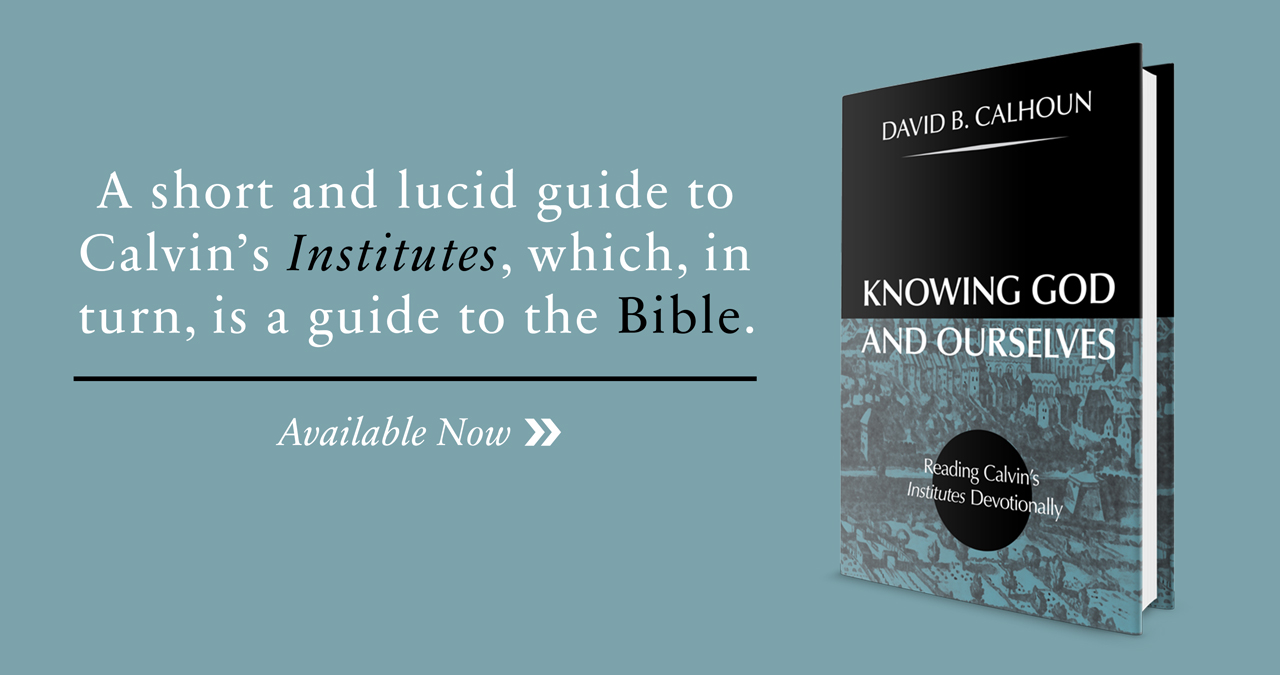 A short and lucid guide to
Calvin’s Institutes, which, in
turn, is a guide to the Bible.
Available Now »
DAVID B. CALHOUN
KNOWING GOD
AND OURSELVES
Reading Calvin's
Institutes Devotionally